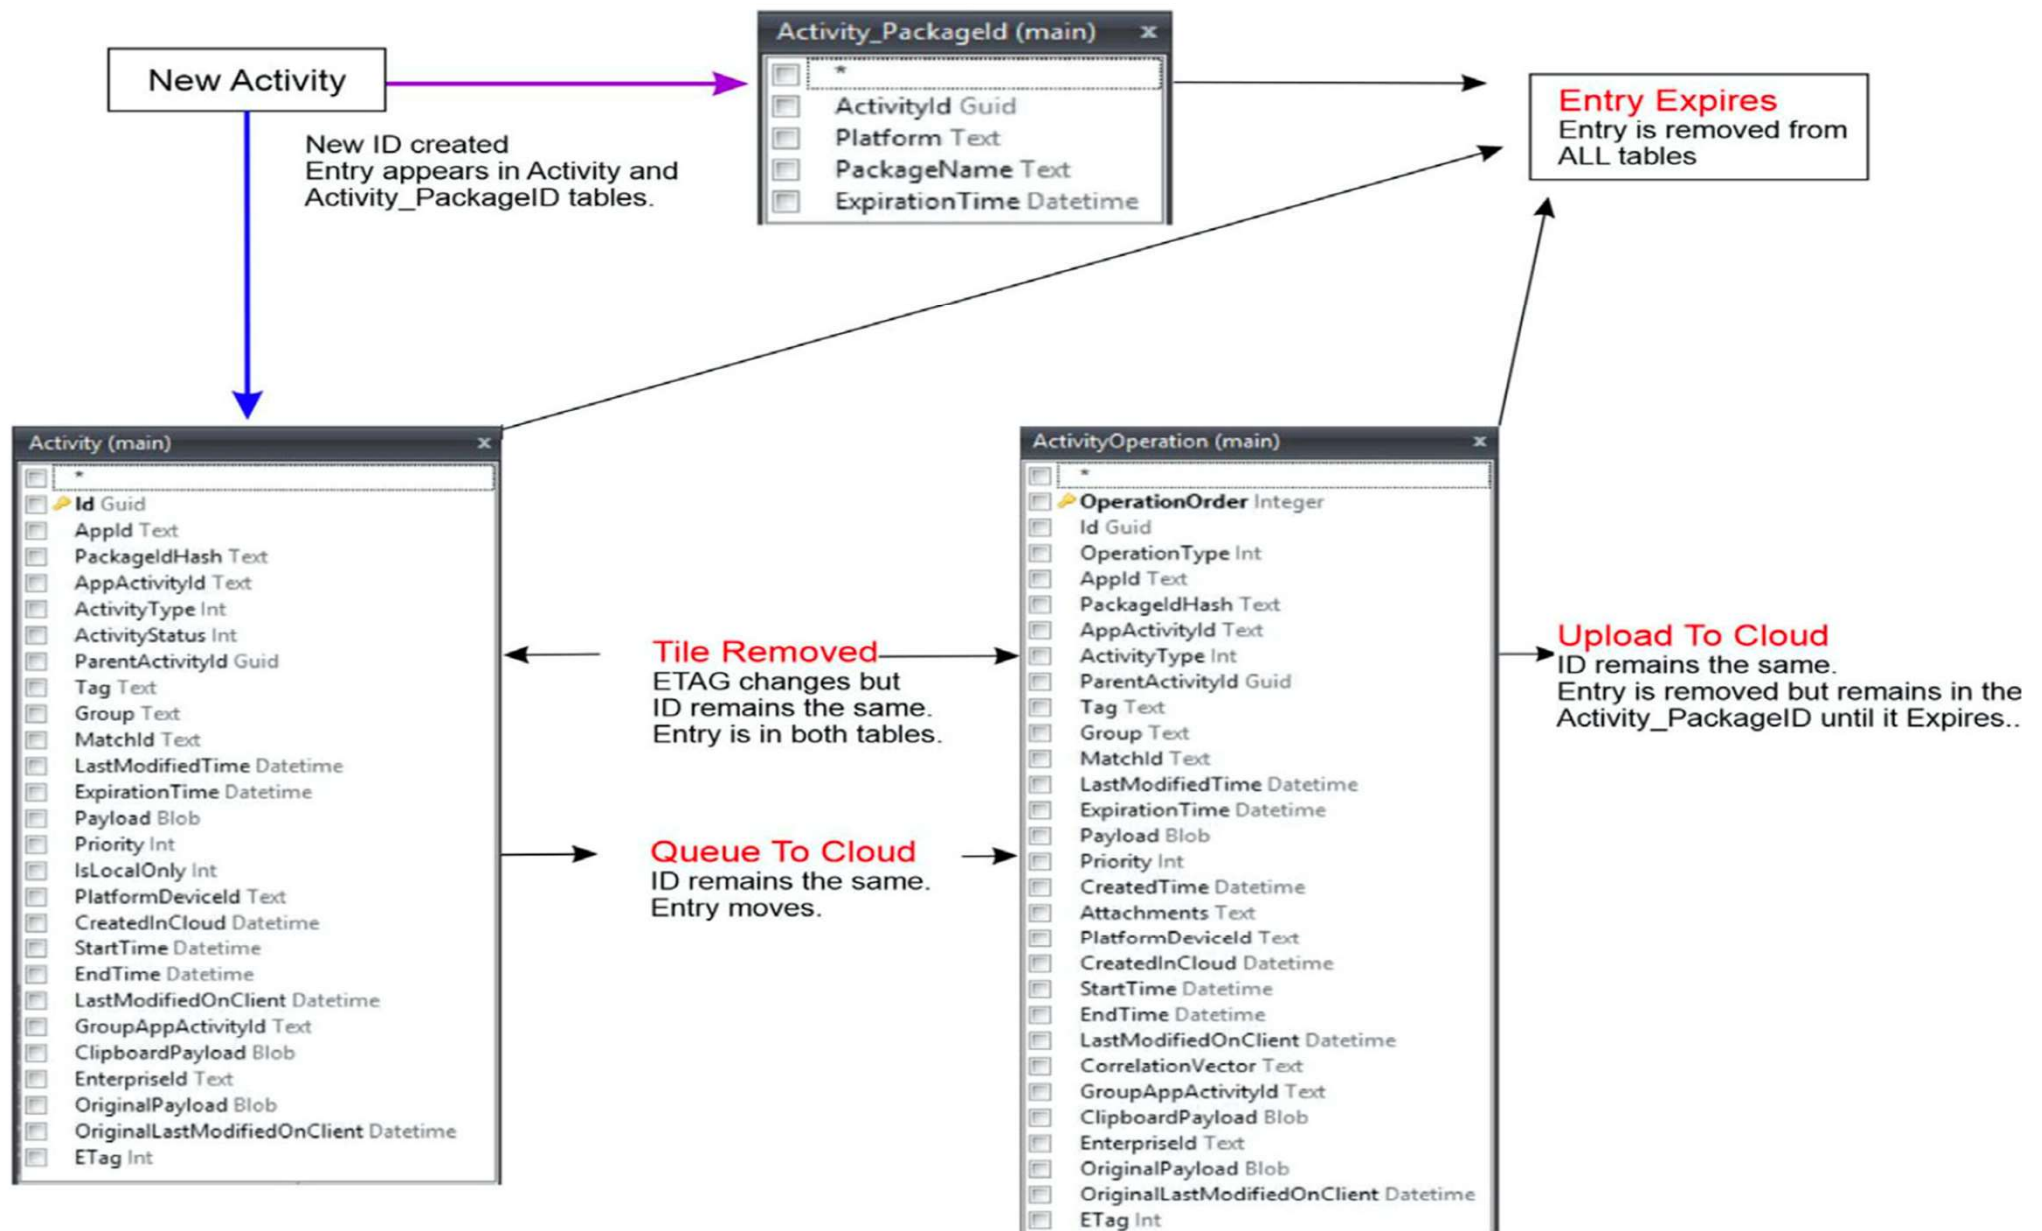 New Activity
New ID created
Entry appears in Activity and
Activity_PackageID tables.
Activity_PackageId (main) x
*
ActivityId Guid
Platform Text
PackageName Text
ExpirationTime Datetime
Entry Expires
Entry is removed from
ALL tables
Activity (main) x
*
Id Guid
AppId Text
PackageIdHash Text
AppActivityId Text
ActivityType Int
ActivityStatus Int
ParentActivityId Guid
Tag Text
Group Text
MatchId Text
LastModifiedTime Datetime
ExpirationTime Datetime
Payload Blob
Priority Int
IsLocalOnly Int
PlatformDeviceId Text
CreatedInCloud Datetime
StartTime Datetime
EndTime Datetime
LastModifiedOnClient Datetime
GroupAppActivityId Text
ClipboardPayload Blob
EnterpriseId Text
OriginalPayload Blob
OriginalLastModifiedOnClient Datetime
ETag Int
Tile Removed
ETAG changes but
ID remains the same.
Entry is in both tables.
Queue To Cloud
ID remains the same.
Entry moves.
ActivityOperation (main) x
*
OperationOrder Integer
Id Guid
OperationType Int
AppId Text
PackageIdHash Text
AppActivityId Text
ActivityType Int
ParentActivityId Guid
Tag Text
Group Text
MatchId Text
LastModifiedTime Datetime
ExpirationTime Datetime
Payload Blob
Priority Int
CreatedTime Datetime
Attachments Text
PlatformDeviceId Text
CreatedInCloud Datetime
StartTime Datetime
EndTime Datetime
LastModifiedOnClient Datetime
CorrelationVector Text
GroupAppActivityId Text
ClipboardPayload Blob
EnterpriseId Text
OriginalPayload Blob
OriginalLastModifiedOnClient Datetime
ETag Int
Upload To Cloud
ID remains the same.
Entry is removed but remains in the
Activity_PackageID until it Expires..